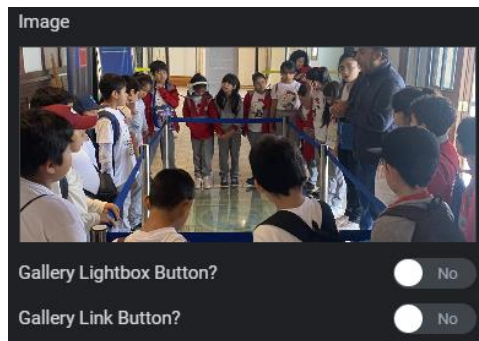 Image
Gallery Lightbox Button?
No
Gallery Link Button?
No